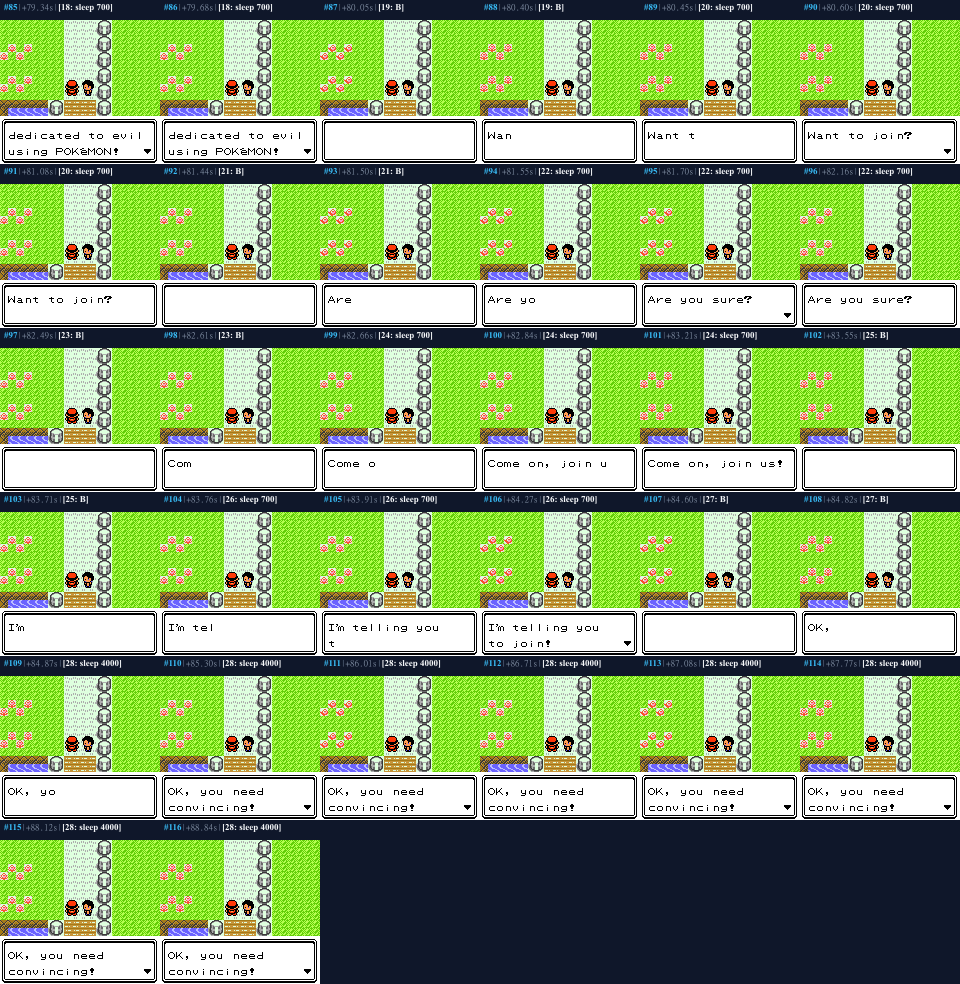 #85|+79.34s| [18: sleep 700]
#86|+79.68s| [18: sleep 700]
#87|+80.05s| [19: B]
#88|+80.40s| [19: B]
#89|+80.45s| [20: sleep 700]
#90|+80.60s| [20: sleep 700]
dedicated to evil
using POKéMON!
dedicated to evil
using POKéMON!
Wan
Want t
Want to join?
#91|+81.08s| [20: sleep 700]
#92|+81.44s| [21: B]
#93|+81.50s| [21: B]
#94|+81.55s| [22: sleep 700]
#95|+81.70s| [22: sleep 700]
#96|+82.16s| [22: sleep 700]
Want to join?
Are
Are yo
Are you sure?
Are you sure?
#97|+82.49s| [23: B]
#98|+82.61s| [23: B]
#99|+82.66s| [24: sleep 700]
#100|+82.84s| [24: sleep 700]
#101|+83.21s| [24: sleep 700]
#102|+83.55s| [25: B]
Com
Come o
Come on, join u
Come on, join us!
#103|+83.71s| [25: B]
#104|+83.76s| [26: sleep 700]
#105|+83.91s| [26: sleep 700]
#106|+84.27s| [26: sleep 700]
#107|+84.60s| [27: B]
#108|+84.82s| [27: B]
I'm
I'm tel
I'm telling you
t
I'm telling you
to join!
OK,
#109|+84.87s| [28: sleep 4000]
#110|+85.30s| [28: sleep 4000]
#111|+86.01s| [28: sleep 4000]
#112|+86.71s| [28: sleep 4000]
#113|+87.08s| [28: sleep 4000]
#114|+87.77s| [28: sleep 4000]
OK, yo
OK, you need
convincing!
OK, you need
convincing!
OK, you need
convincing!
OK, you need
convincing!
OK, you need
convincing!
#115|+88.12s| [28: sleep 4000]
#116|+88.84s| [28: sleep 4000]
OK, you need
convincing!
OK, you need
convincing!